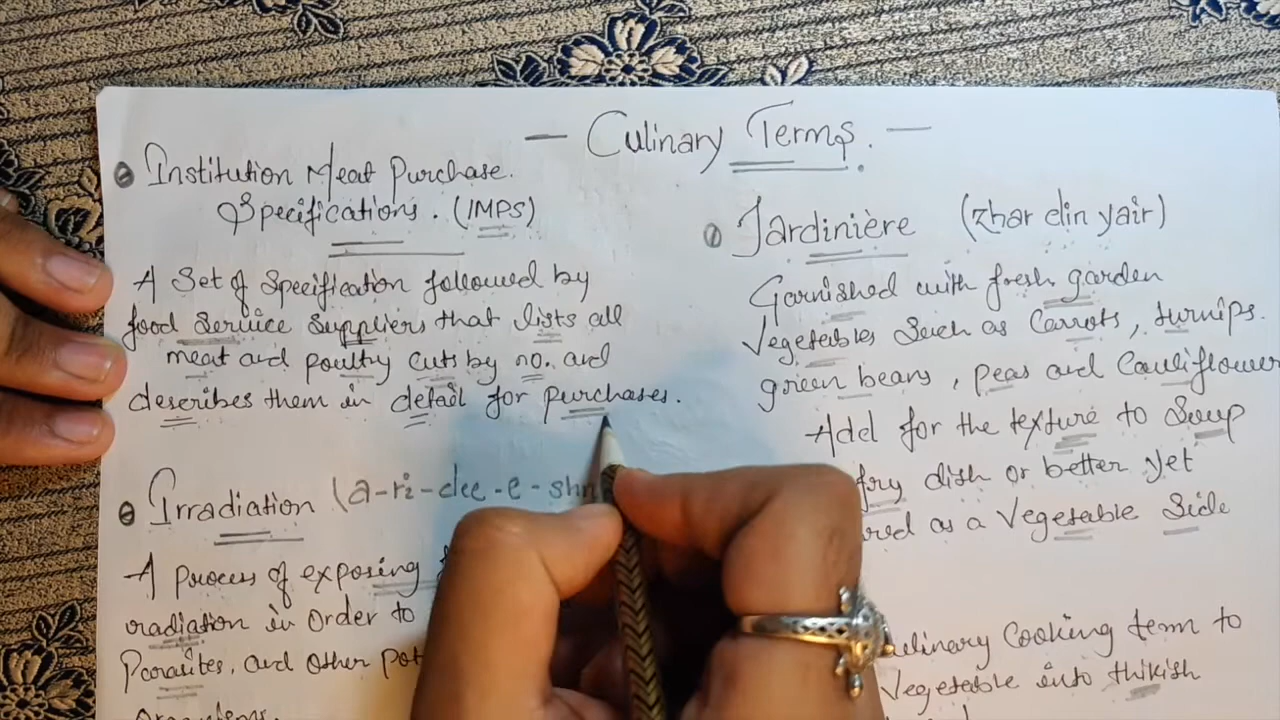 — Culinary Terms. —
Institution Meat Purchase.
Specifications. (IMPS)
A Set of Specification followed by
food Service Suppliers that lists all
meat and poultry cuts by no. and
describes them in detail for purchases.
Irradiation (a-ri-dee-e-shn
A process of exposing
radiation in order to
Parasites, and other
Jardinière (zhar din yair)
Garnished with fresh garden
Vegetables Such as Carrots, turnips.
green beans, peas and Cauliflower
Add for the texture to Soup
fry dish or better yet
as a Vegetable Side
Cooking term to
Vegetable into thikish